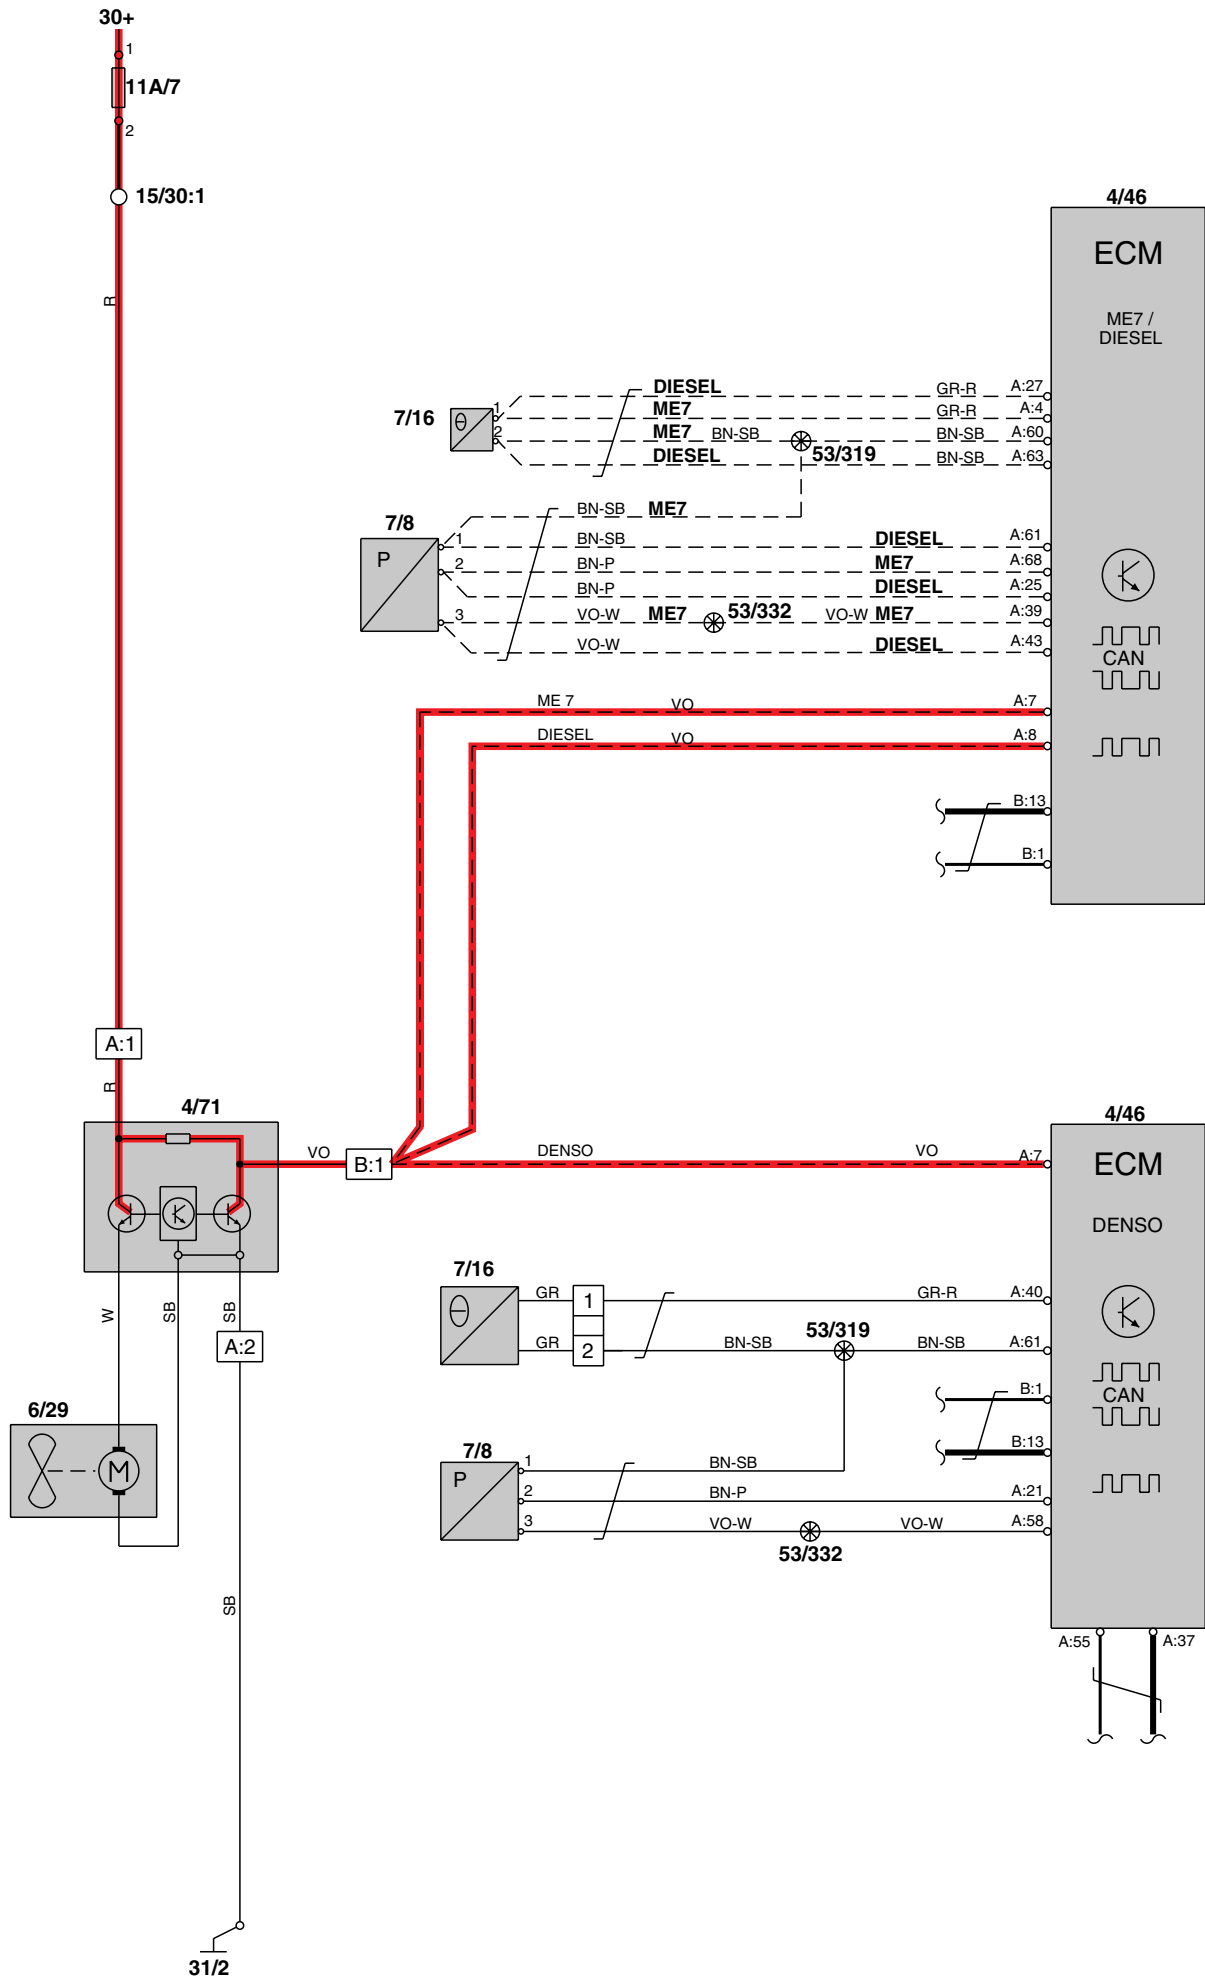 30+
1
11A/7
2
15/30:1
R
4/46
ECM
ME7 /
DIESEL
DIESEL GR-R A:27
7/16 1 ME7 GR-R A:4
2 ME7 BN-SB BN-SB A:60
53/319
DIESEL BN-SB A:63
BN-SB ME7
7/8
P
1 BN-SB DIESEL A:61
2 BN-P ME7 A:68
BN-P DIESEL A:25
3 VO-W ME7 53/332 VO-W ME7 A:39
VO-W DIESEL A:43
CAN
ME 7 VO A:7
DIESEL VO A:8
B:13
B:1
A:1
R
4/71
VO B:1 DENSO VO A:7
4/46
ECM
DENSO
7/16
GR 1 GR-R A:40
GR 2 BN-SB 53/319 BN-SB A:61
B:1
CAN
B:13
W SB SB
A:2
6/29
M
7/8
P
1 BN-SB
2 BN-P A:21
3 VO-W VO-W A:58
53/332
SB
A:55 A:37
31/2